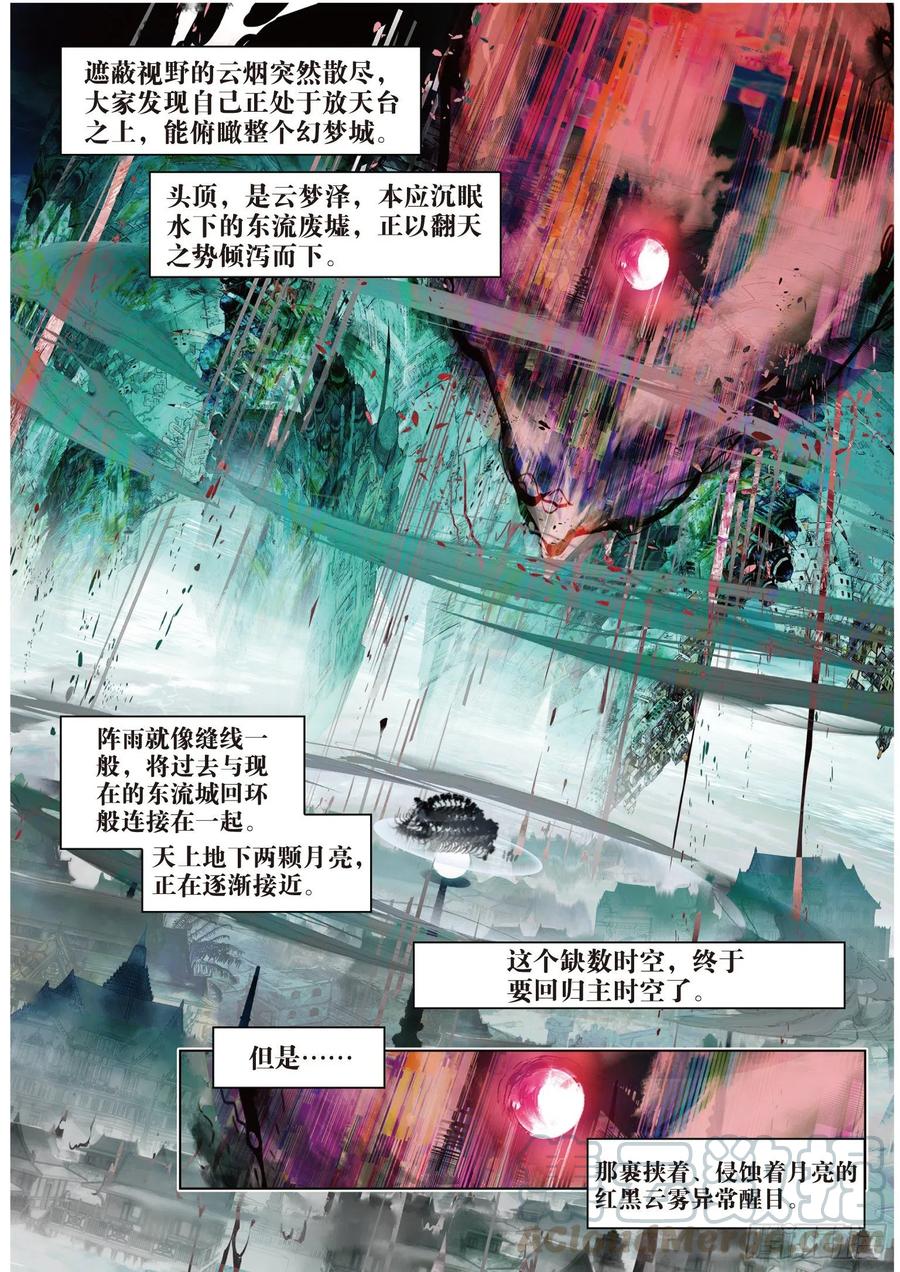 遮蔽视野的云烟突然散尽，
大家发现自己正处于放天台
之上，能俯瞰整个幻梦城。
头顶，是云梦泽，本应沉眠
水下的东流废墟，正以翻天
之势倾泻而下。
阵雨就像缝线一
般，将过去与现
在的东流城回环
般连接在一起。
天上地下两颗月亮，
正在逐渐接近。
这个缺数时空，终于
要回归主时空了。
但是……
那裹挟着、侵蚀着月亮的
红黑云雾异常醒目。
ACloudMerge.com